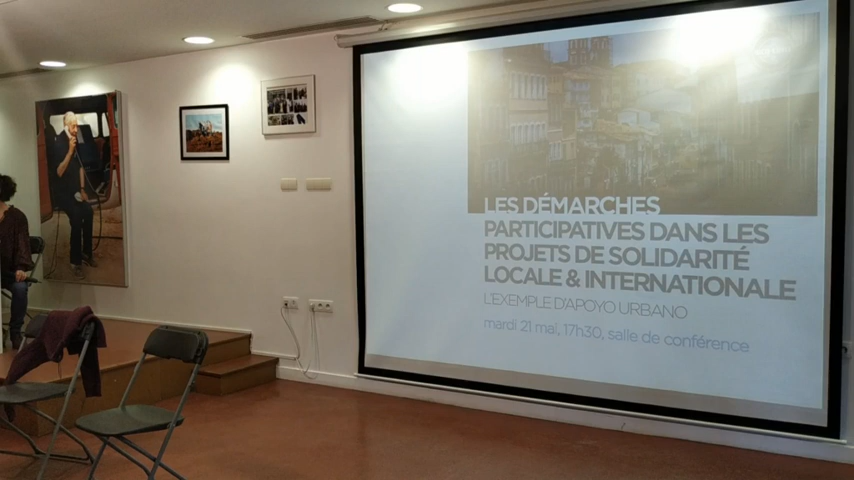 LES DÉMARCHES
PARTICIPATIVES DANS LES
PROJETS DE SOLIDARITÉ
LOCALE & INTERNATIONALE
L'EXEMPLE D'APOYO URBANO
mardi 21 mai, 17h30, salle de conférence